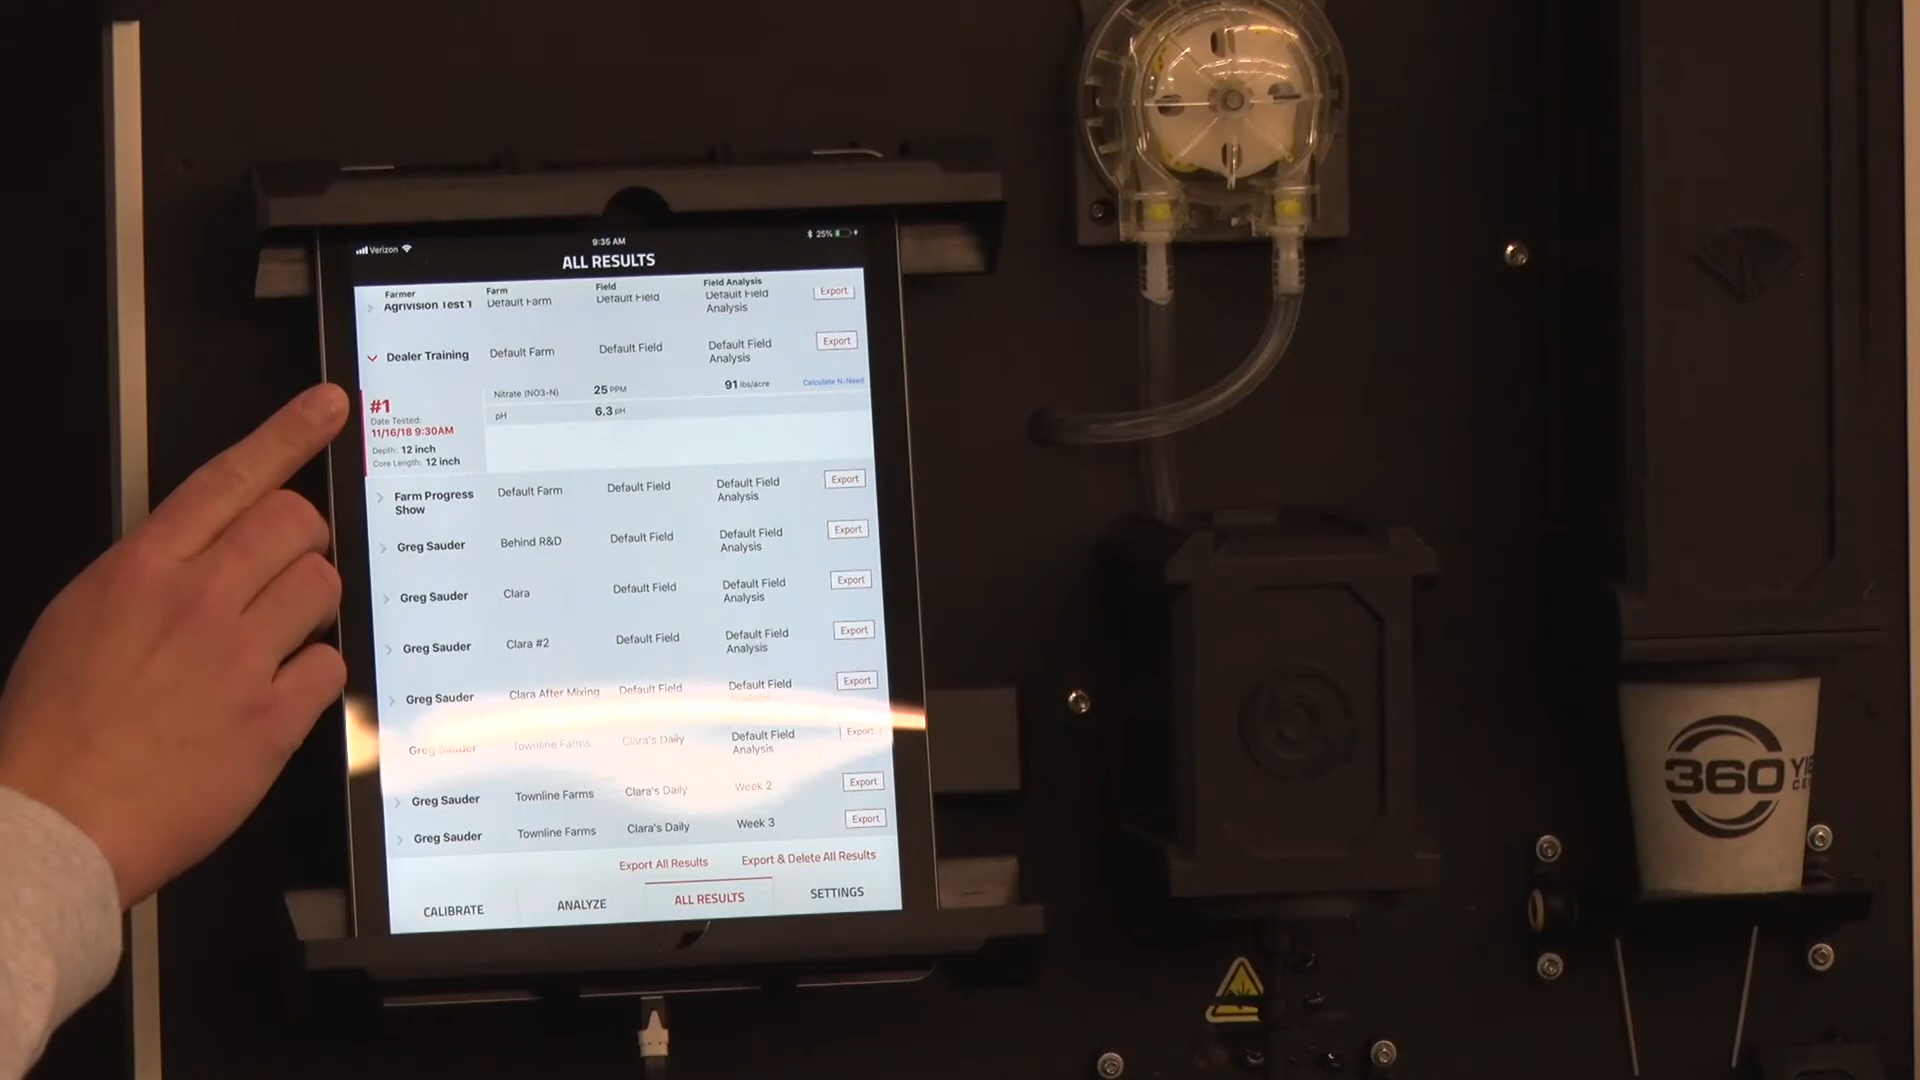 Verizon 9:35 AM 25%
ALL RESULTS
Farmer Farm Field Field Analysis
Agrivision Test 1 Default Farm Default Field Default Field Export
Analysis
Dealer Training Default Farm Default Field Default Field Export
Analysis
Nitrate (NO3-N) 25 PPM 91 lbs/acre Calculate N-Need
pH 6.3 pH
#1
Date Tested:
11/16/18 9:30AM
Depth: 12 inch
Core Length: 12 inch
Farm Progress Default Farm Default Field Default Field Export
Show Analysis
Greg Sauder Behind R&D Default Field Default Field Export
Analysis
Greg Sauder Clara Default Field Default Field Export
Analysis
Greg Sauder Clara #2 Default Field Default Field Export
Analysis
Greg Sauder Clara After Mixing Default Field Default Field Export
Greg Sauder Townline Farms Clara's Daily Default Field Export
Analysis
Greg Sauder Townline Farms Clara's Daily Week 2 Export
Greg Sauder Townline Farms Clara's Daily Week 3 Export
Export All Results Export & Delete All Results
CALIBRATE ANALYZE ALL RESULTS SETTINGS
360